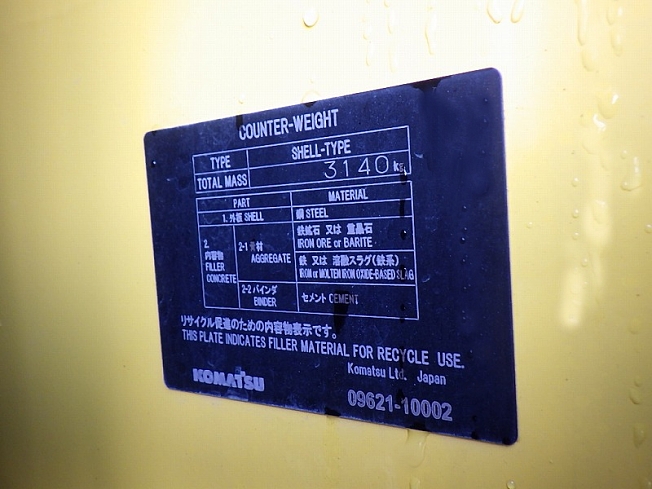 COUNTER-WEIGHT
TYPE SHELL-TYPE
TOTAL MASS 3140 kg
PART MATERIAL
1. 外板 SHELL 鋼 STEEL
2. 内容物 FILLER CONCRETE
2-1 骨材 AGGREGATE
鉄鉱石 又は 重晶石
IRON ORE or BARITE
鉄 又は 溶融スラグ(鉄系)
IRON or MOLTEN IRON OXIDE-BASED SLAG
2-2 バインダ BINDER
セメント CEMENT
リサイクル促進のための内容物表示です。
THIS PLATE INDICATES FILLER MATERIAL FOR RECYCLE USE.
KOMATSU
Komatsu Ltd. Japan
09621-10002